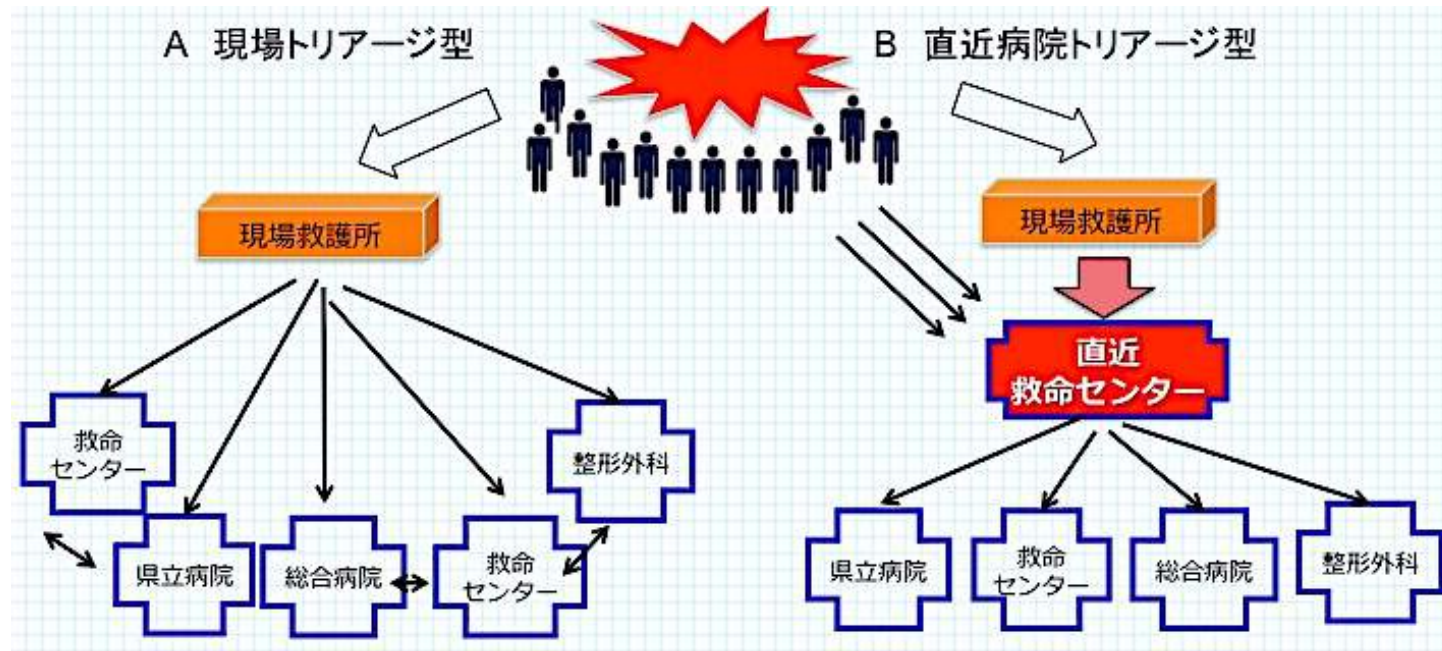 A 現場トリアージ型
B 直近病院トリアージ型
現場救護所
現場救護所
直近
救命センター
救命
センター
県立病院
総合病院
救命
センター
整形外科
県立病院
救命
センター
総合病院
整形外科